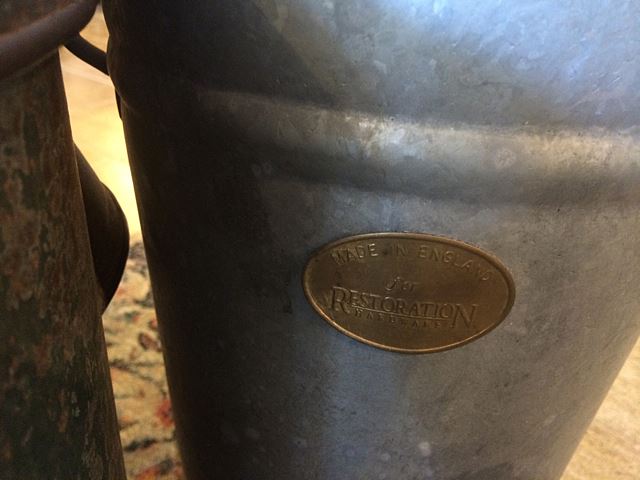 MADE IN ENGLAND
for
RESTORATION
HARDWARE